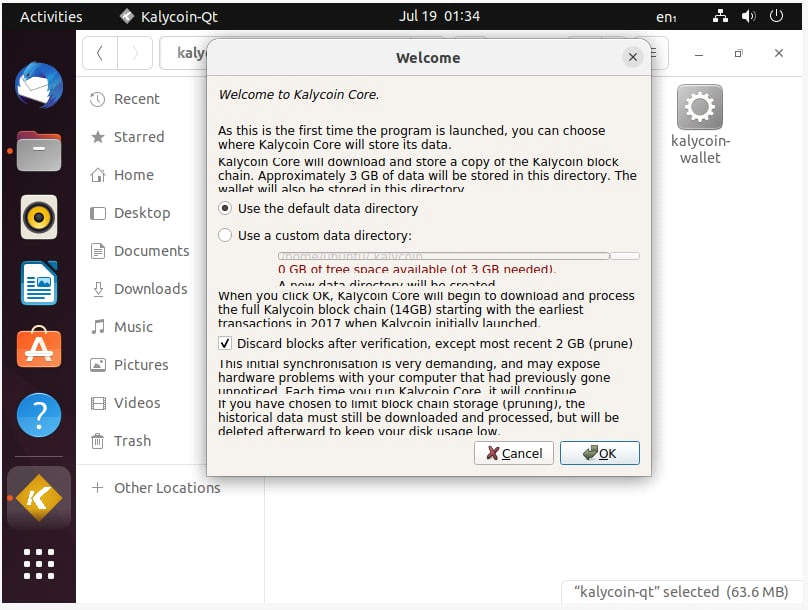 Activities
Kalycoin-Qt
Jul 19 01:34
en₁
kaly
Welcome
Recent
Starred
Home
Desktop
Documents
Downloads
Music
Pictures
Videos
Trash
Other Locations
Welcome to Kalycoin Core.
As this is the first time the program is launched, you can choose
where Kalycoin Core will store its data.
Kalycoin Core will download and store a copy of the Kalycoin block
chain. Approximately 3 GB of data will be stored in this directory. The
wallet will also be stored in this directory.
Use the default data directory
Use a custom data directory:
/home/ubuntu/.kalycoin
0 GB of free space available (of 3 GB needed).
A new data directory will be created.
When you click OK, Kalycoin Core will begin to download and process
the full Kalycoin block chain (14GB) starting with the earliest
transactions in 2017 when Kalycoin initially launched.
Discard blocks after verification, except most recent 2 GB (prune)
This initial synchronisation is very demanding, and may expose
hardware problems with your computer that had previously gone
unnoticed. Each time you run Kalycoin Core, it will continue
If you have chosen to limit block chain storage (pruning), the
historical data must still be downloaded and processed, but will be
deleted afterward to keep your disk usage low.
Cancel
OK
kalycoin-
wallet
"kalycoin-qt" selected (63.6 MB)